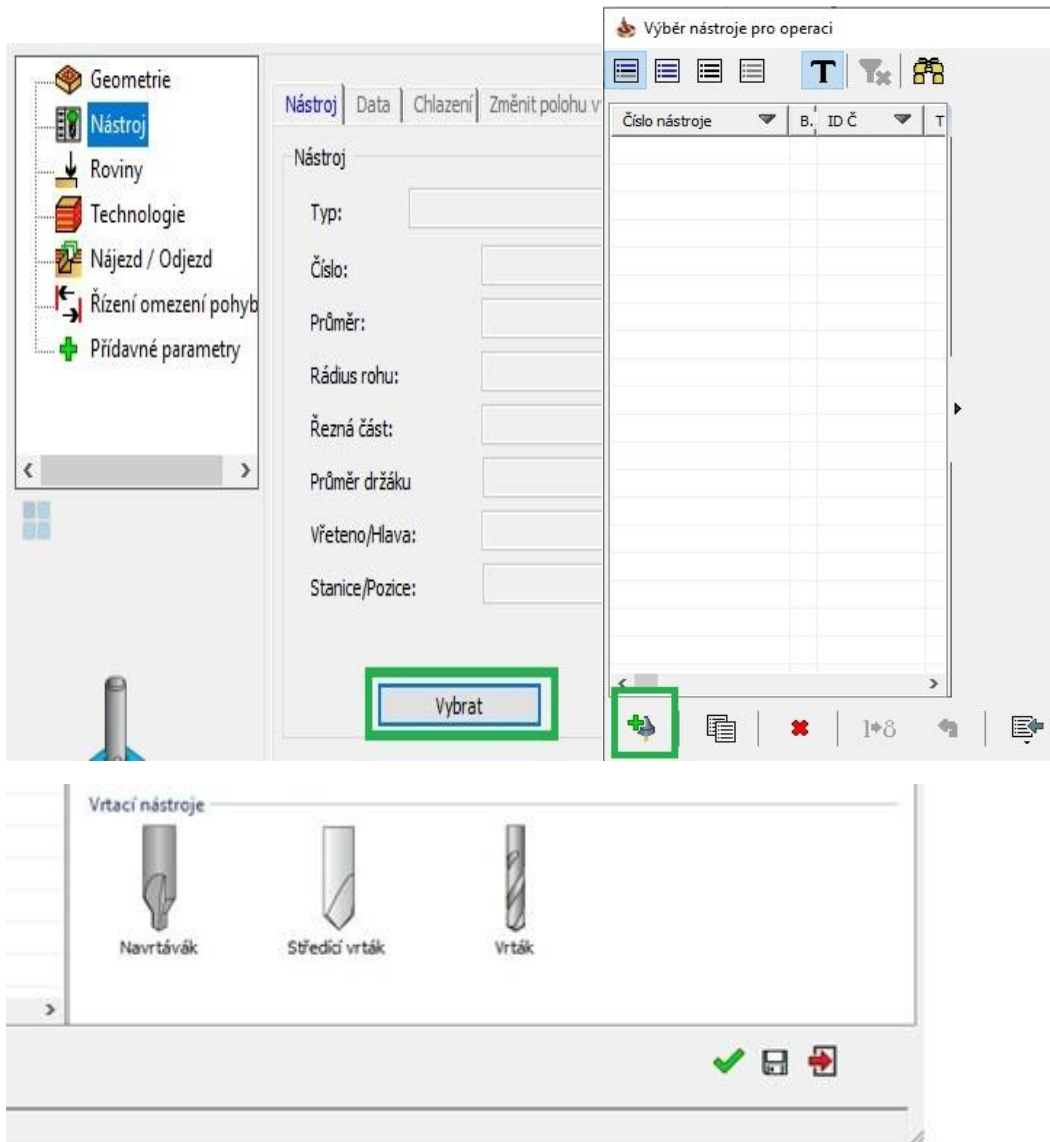 Geometrie
Nástroj
Roviny
Technologie
Nájezd / Odjezd
Řízení omezení pohyb
Přídavné parametry
Nástroj Data Chlazení Změnit polohu v
Nástroj
Typ:
Číslo:
Průměr:
Rádius rohu:
Řezná část:
Průměr držáku
Vřeteno/Hlava:
Stanice/Pozice:
Vybrat
Výběr nástroje pro operaci
T
Číslo nástroje B. ID Č T
Vrtací nástroje
Navrtávák Středící vrták Vrták